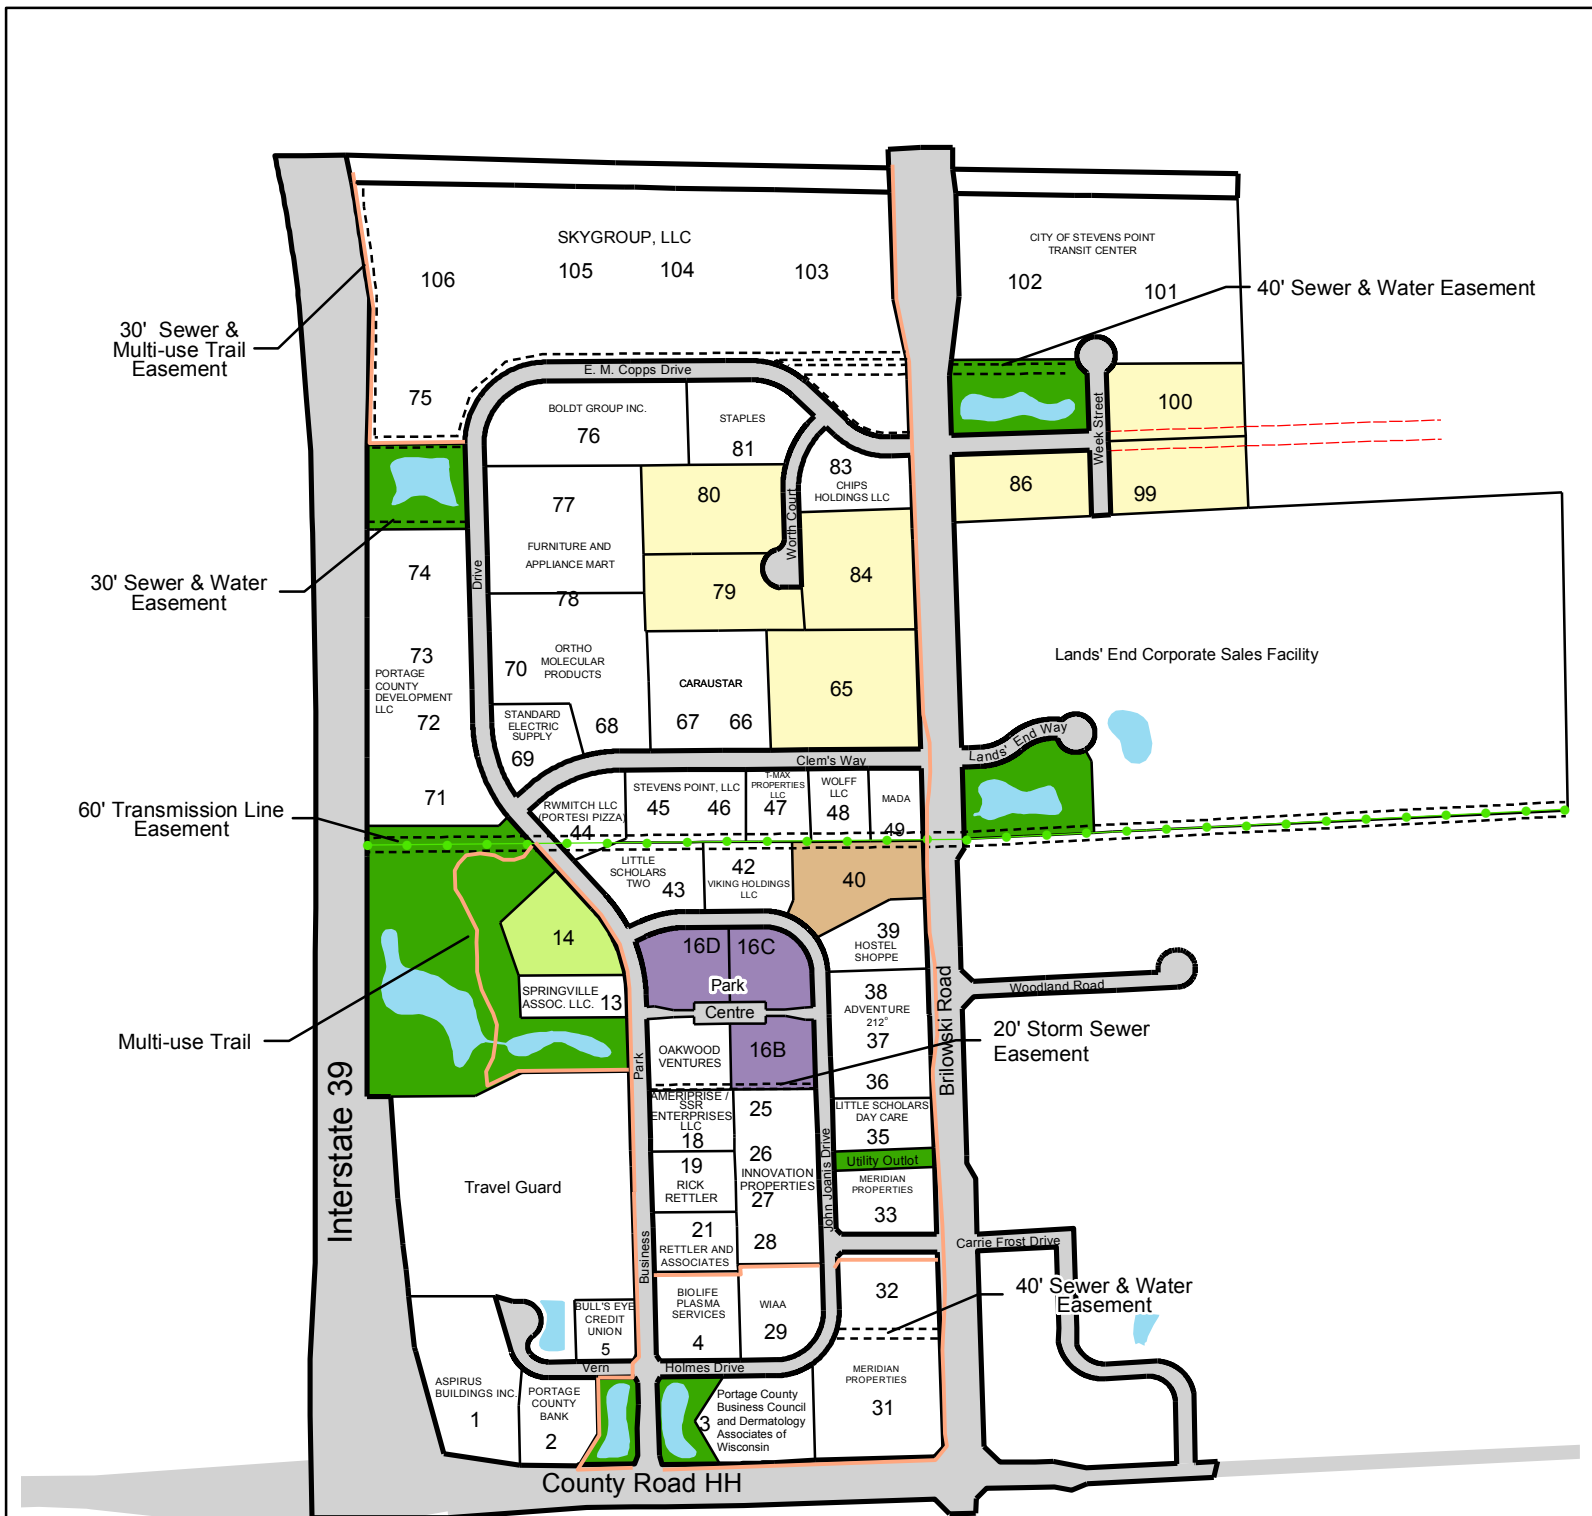 SKYGROUP, LLC
106
105
104
103
CITY OF STEVENS POINT
TRANSIT CENTER
102
101
40' Sewer & Water Easement
30' Sewer &
Multi-use Trail
Easement
E. M. Copps Drive
75
BOLDT GROUP INC.
76
STAPLES
81
83
CHIPS
HOLDINGS LLC
Week Street
100
86
99
77
FURNITURE AND
APPLIANCE MART
80
Worth Court
79
84
78
30' Sewer & Water
Easement
74
Drive
73
PORTAGE
COUNTY
DEVELOPMENT
LLC
72
71
70
ORTHO
MOLECULAR
PRODUCTS
68
STANDARD
ELECTRIC
SUPPLY
69
CARAUSTAR
67
66
65
Lands' End Corporate Sales Facility
Lands' End Way
Clem's Way
60' Transmission Line
Easement
RWMITCH LLC
(PORTESI PIZZA)
44
STEVENS POINT, LLC
45
46
T-MAX
PROPERTIES
LLC
47
WOLFF
LLC
48
MADA
49
LITTLE
SCHOLARS
TWO
43
42
VIKING HOLDINGS
LLC
40
39
HOSTEL
SHOPPE
14
SPRINGVILLE
ASSOC. LLC.
13
16D
16C
Park
Centre
38
ADVENTURE
212°
37
36
Brilowski Road
Woodland Road
Multi-use Trail
20' Storm Sewer
Easement
Park
OAKWOOD
VENTURES
16B
AMERIPRISE /
SSR
ENTERPRISES
LLC
18
25
26
INNOVATION
PROPERTIES
27
28
LITTLE SCHOLARS
DAY CARE
35
Utility Outlot
MERIDIAN
PROPERTIES
33
John Joanis Drive
19
RICK
RETTLER
21
RETTLER AND
ASSOCIATES
Interstate 39
Travel Guard
Business
Carrie Frost Drive
32
40' Sewer & Water
Easement
BIOLIFE
PLASMA
SERVICES
4
WIAA
29
BULL'S EYE
CREDIT
UNION
5
Vern
Holmes Drive
ASPIRUS
BUILDINGS INC.
1
PORTAGE
COUNTY
BANK
2
3
Portage County
Business Council
and Dermatology
Associates of
Wisconsin
MERIDIAN
PROPERTIES
31
County Road HH